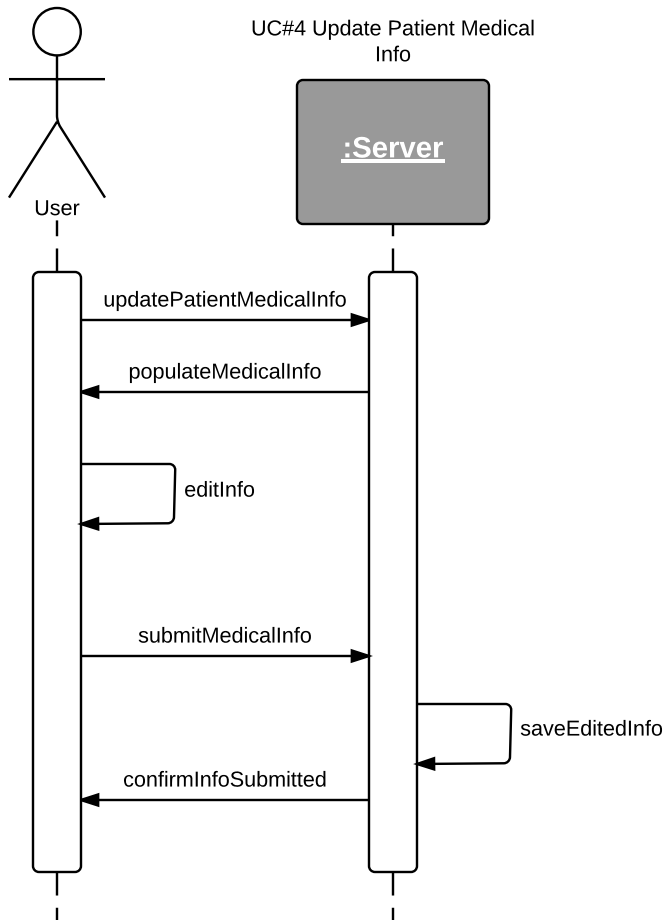 UC#4 Update Patient Medical
Info
:Server
User
updatePatientMedicalInfo
populateMedicalInfo
editInfo
submitMedicalInfo
saveEditedInfo
confirmInfoSubmitted